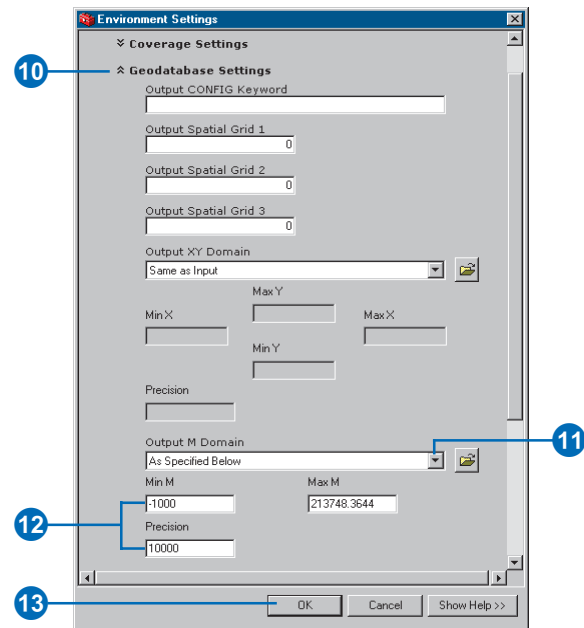 Environment Settings
Coverage Settings
10
Geodatabase Settings
Output CONFIG Keyword
Output Spatial Grid 1
0
Output Spatial Grid 2
0
Output Spatial Grid 3
0
Output XY Domain
Same as Input
Max Y
Min X
Max X
Min Y
Precision
Output M Domain
11
As Specified Below
Min M
Max M
-1000
213748.3644
12
Precision
10000
13
OK
Cancel
Show Help >>